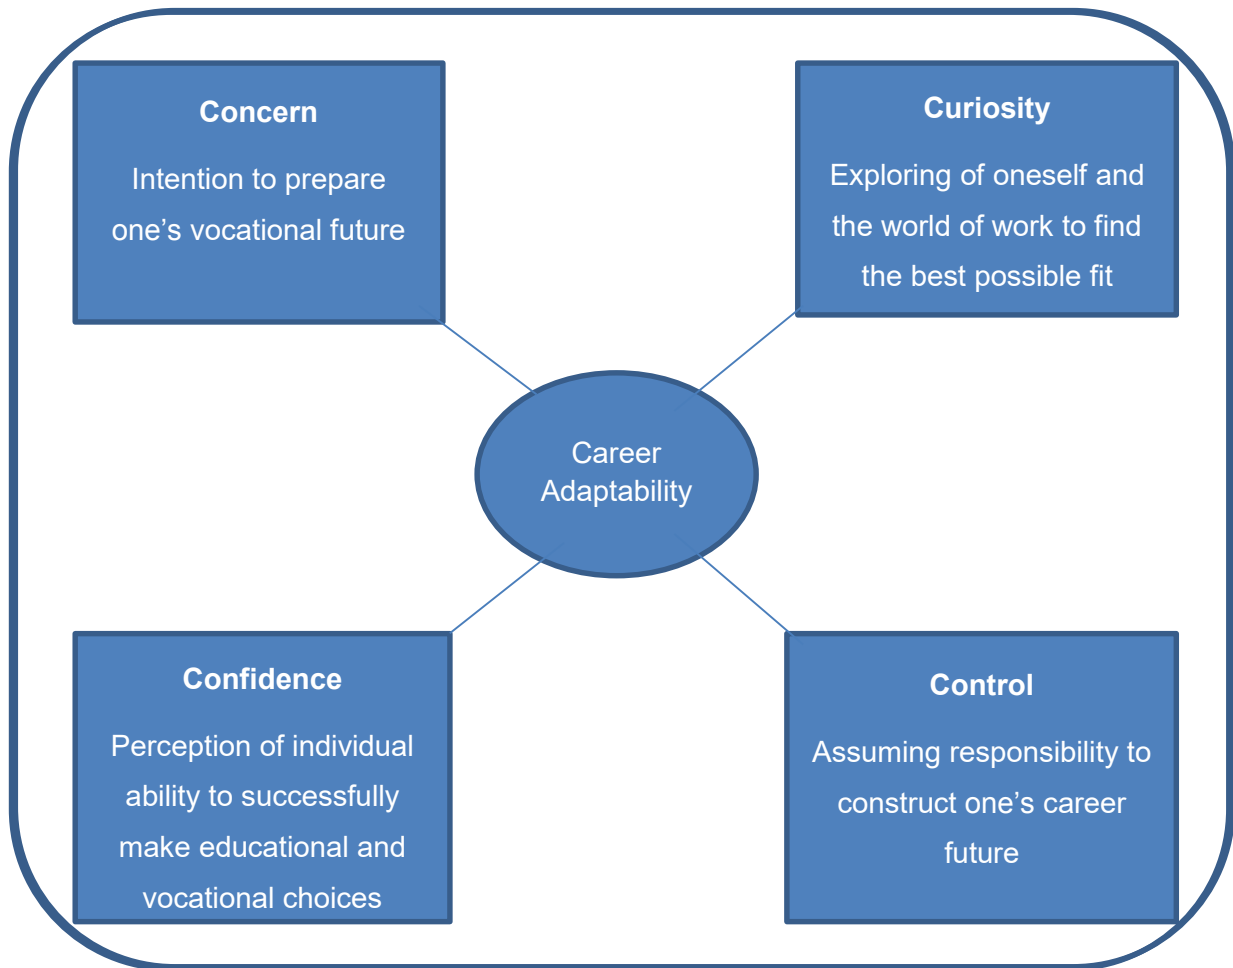 Concern
Intention to prepare
one’s vocational future
Curiosity
Exploring of oneself and
the world of work to find
the best possible fit
Career
Adaptability
Confidence
Perception of individual
ability to successfully
make educational and
vocational choices
Control
Assuming responsibility to
construct one’s career
future